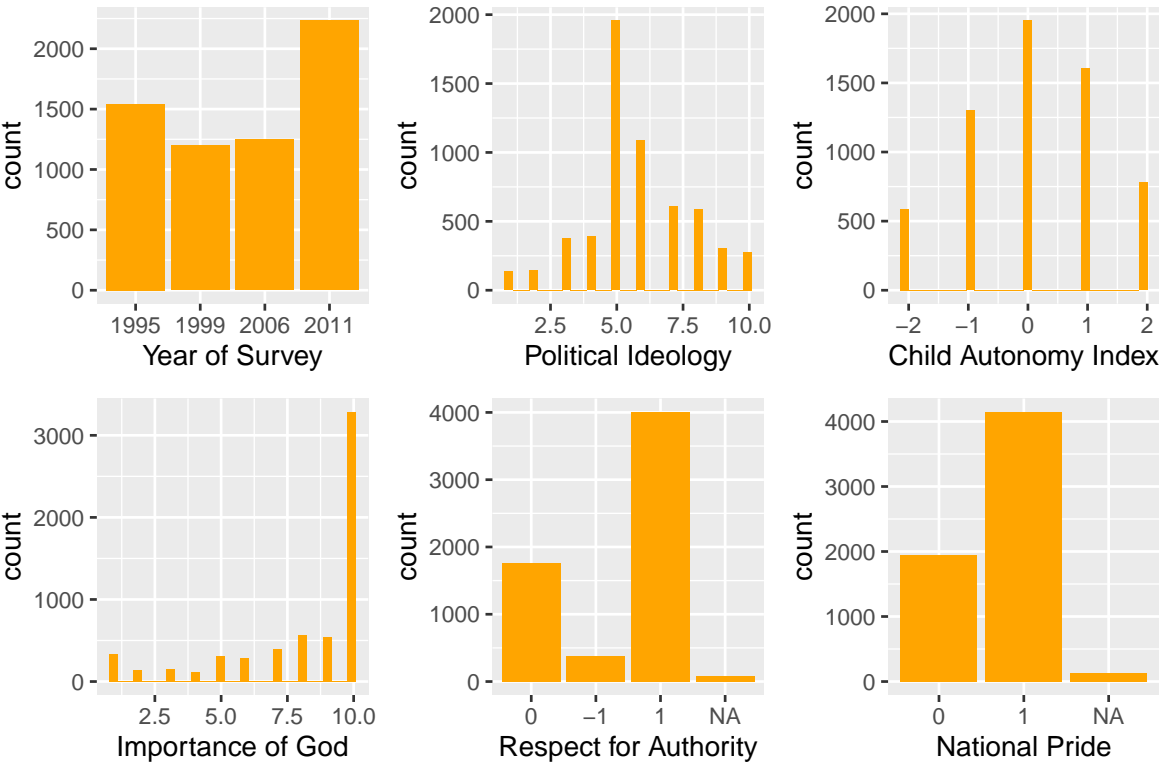 count
2000
1500
1000
500
0
1995 1999 2006 2011
Year of Survey
count
2000
1500
1000
500
0
2.5 5.0 7.5 10.0
Political Ideology
count
2000
1500
1000
500
0
−2 −1 0 1 2
Child Autonomy Index
count
3000
2000
1000
0
2.5 5.0 7.5 10.0
Importance of God
count
4000
3000
2000
1000
0
0 −1 1 NA
Respect for Authority
count
4000
3000
2000
1000
0
0 1 NA
National Pride